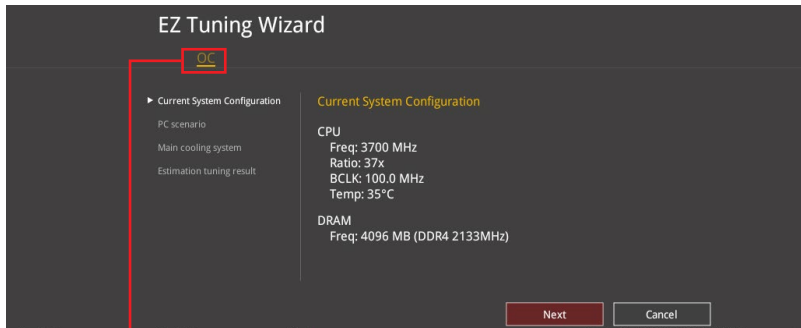 EZ Tuning Wizard
OC
Current System Configuration
PC scenario
Main cooling system
Estimation tuning result
Current System Configuration
CPU
Freq: 3700 MHz
Ratio: 37x
BCLK: 100.0 MHz
Temp: 35°C
DRAM
Freq: 4096 MB (DDR4 2133MHz)
Next
Cancel